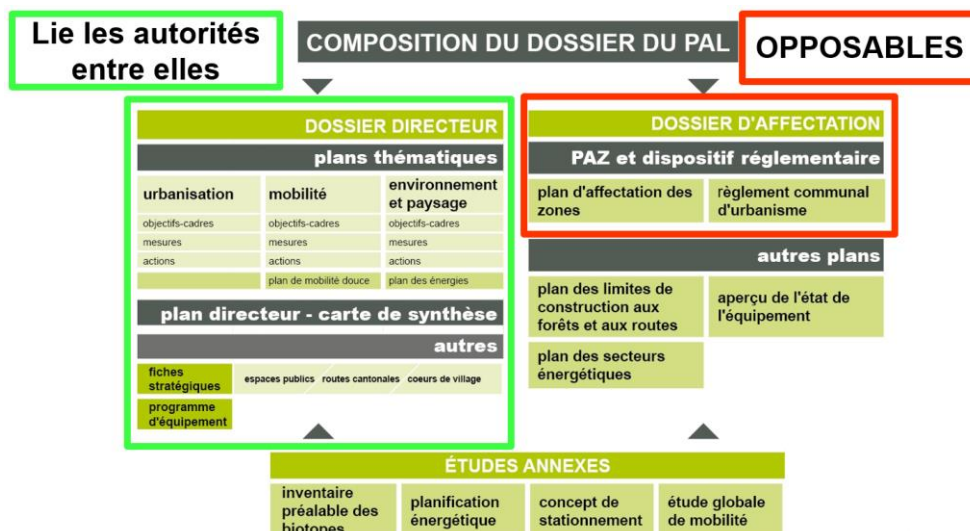 Lie les autorités
entre elles
COMPOSITION DU DOSSIER DU PAL
OPPOSABLES
DOSSIER DIRECTEUR
plans thématiques
urbanisation
mobilité
environnement
et paysage
objectifs-cadres
objectifs-cadres
objectifs-cadres
mesures
mesures
mesures
actions
actions
actions
plan de mobilité douce
plan des énergies
plan directeur - carte de synthèse
autres
fiches
stratégiques
espaces publics
routes cantonales
coeurs de village
programme
d'équipement
DOSSIER D'AFFECTATION
PAZ et dispositif réglementaire
plan d'affectation des
zones
règlement communal
d'urbanisme
autres plans
plan des limites de
construction aux
forêts et aux routes
aperçu de l'état de
l'équipement
plan des secteurs
énergétiques
ÉTUDES ANNEXES
inventaire
préalable des
biotopes
planification
énergétique
concept de
stationnement
étude globale
de mobilité